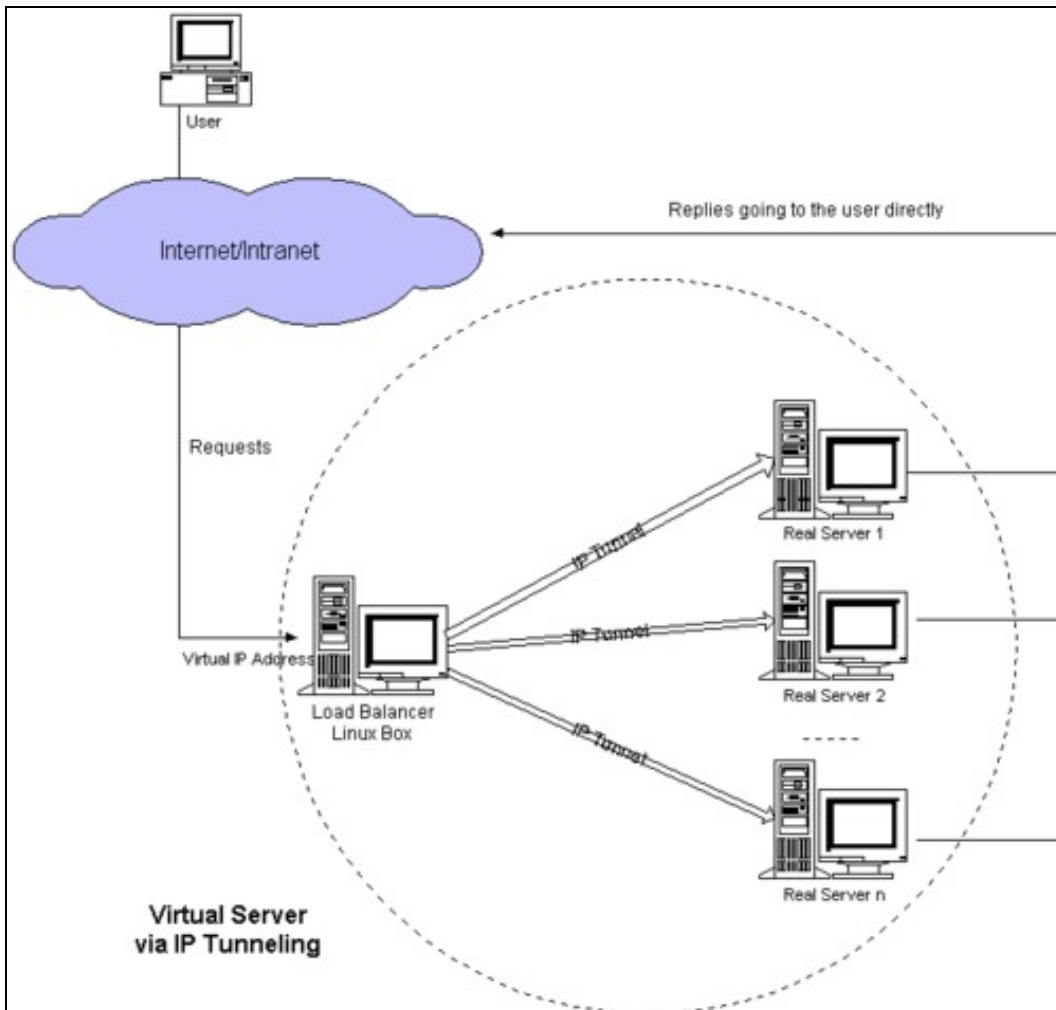 User
Internet/Intranet
Replies going to the user directly
Requests
IP Tunnel
Real Server 1
IP Tunnel
Virtual IP Address
Real Server 2
Load Balancer
Linux Box
IP Tunnel
Real Server n
Virtual Server
via IP Tunneling